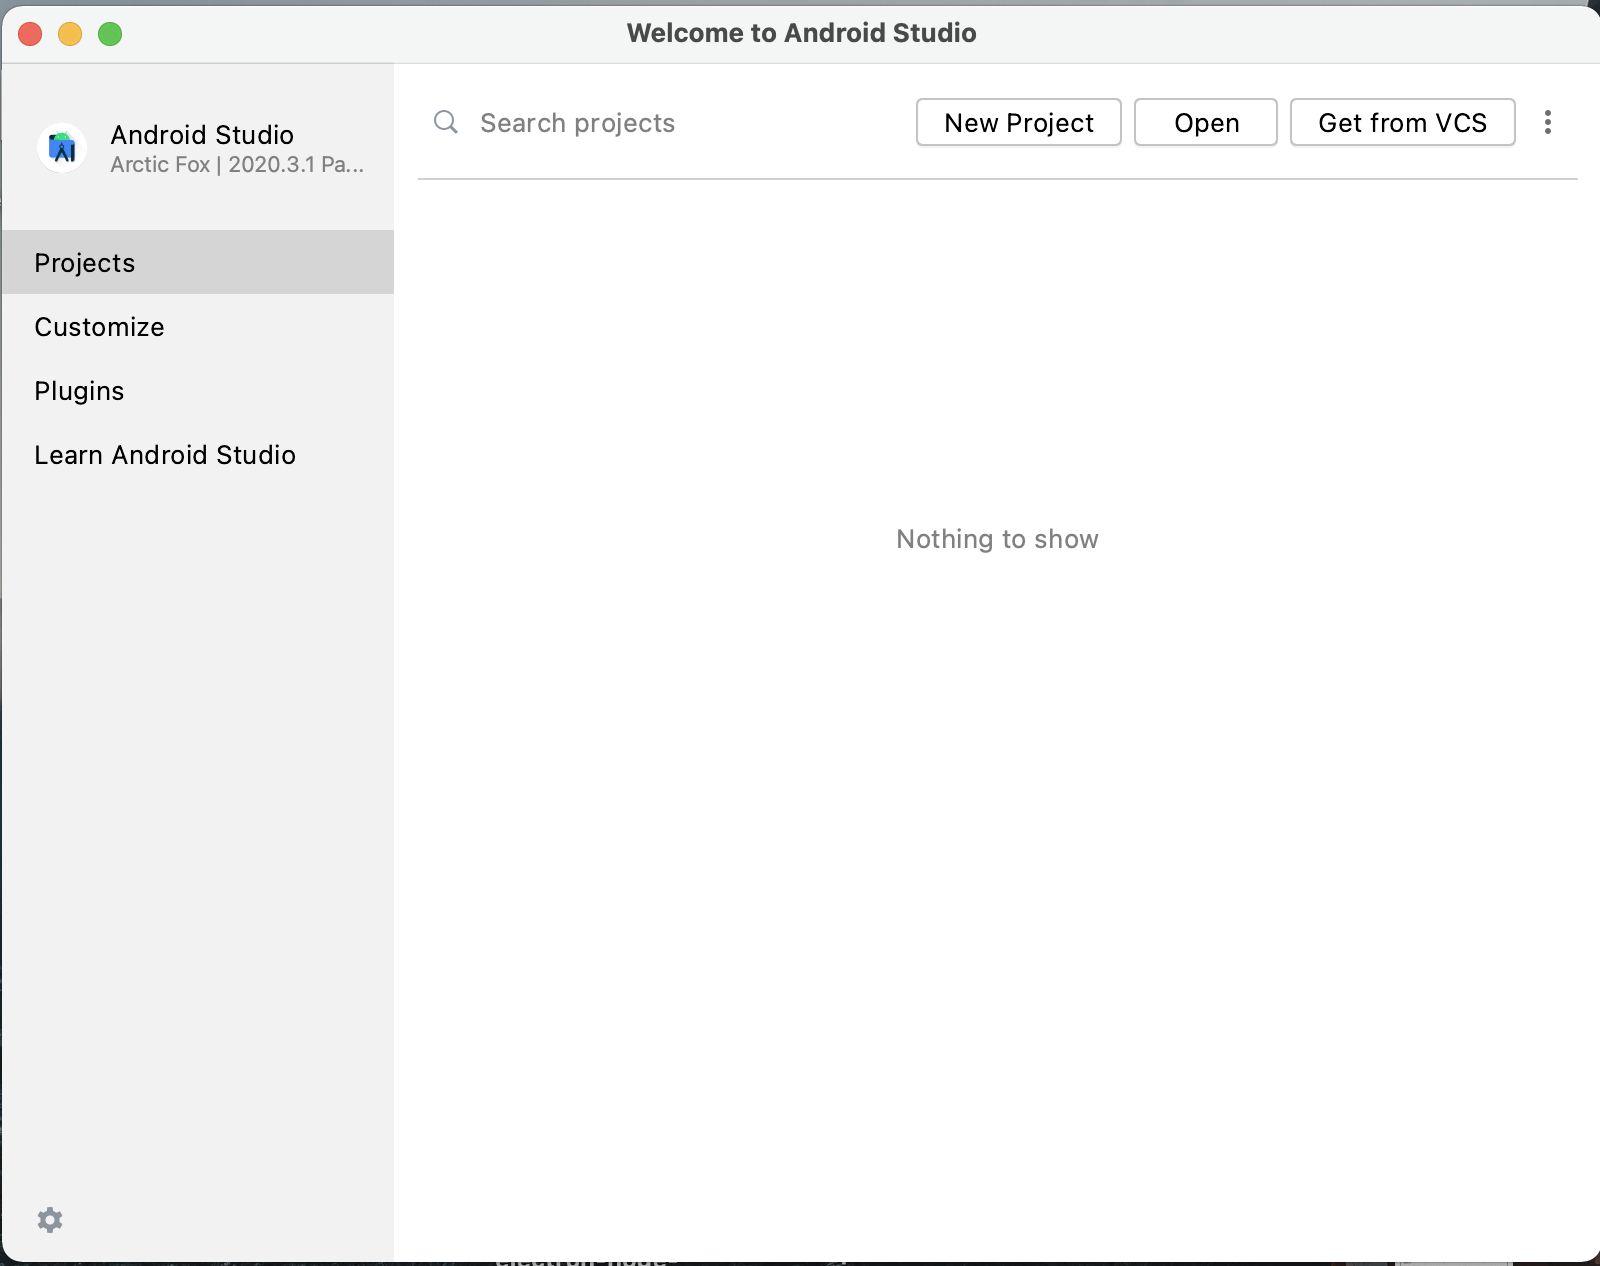 Welcome to Android Studio
Android Studio
Arctic Fox | 2020.3.1 Pa...
Search projects
New Project
Open
Get from VCS
Projects
Customize
Plugins
Learn Android Studio
Nothing to show